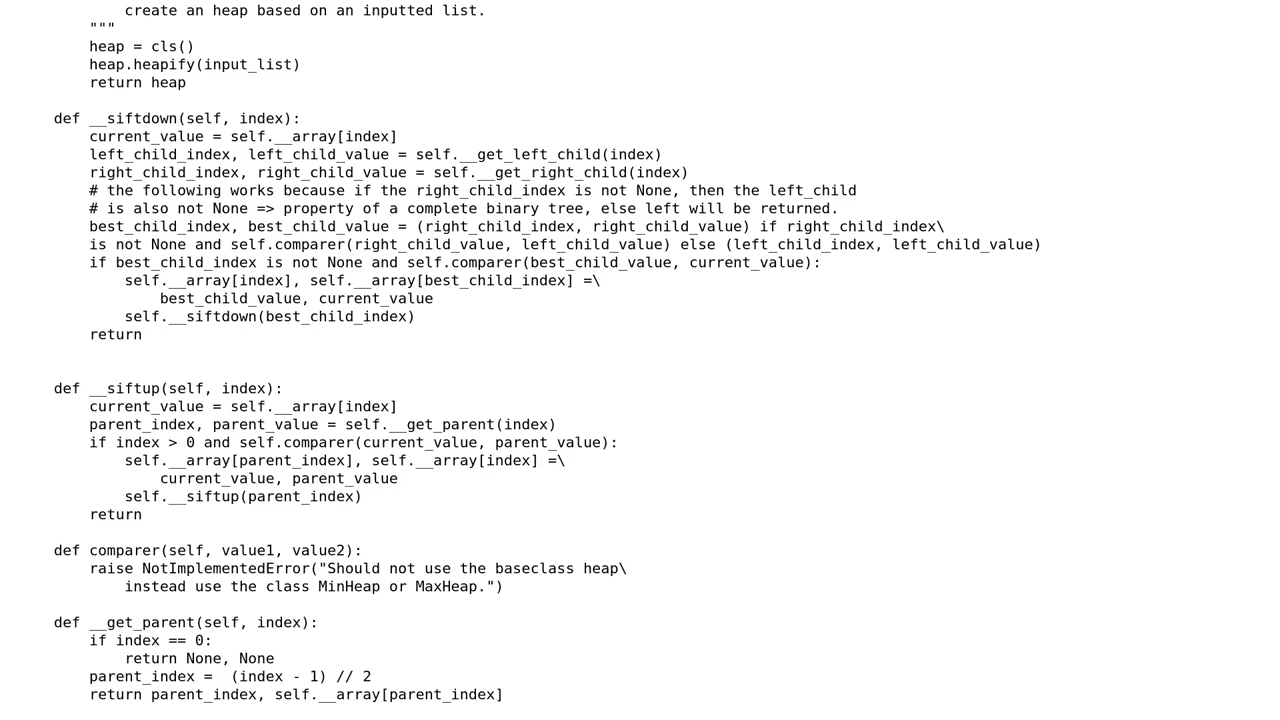 create an heap based on an inputted list.
    """
    heap = cls()
    heap.heapify(input_list)
    return heap

def __siftdown(self, index):
    current_value = self.__array[index]
    left_child_index, left_child_value = self.__get_left_child(index)
    right_child_index, right_child_value = self.__get_right_child(index)
    # the following works because if the right_child_index is not None, then the left_child
    # is also not None => property of a complete binary tree, else left will be returned.
    best_child_index, best_child_value = (right_child_index, right_child_value) if right_child_index\
    is not None and self.comparer(right_child_value, left_child_value) else (left_child_index, left_child_value)
    if best_child_index is not None and self.comparer(best_child_value, current_value):
        self.__array[index], self.__array[best_child_index] =\
            best_child_value, current_value
        self.__siftdown(best_child_index)
    return


def __siftup(self, index):
    current_value = self.__array[index]
    parent_index, parent_value = self.__get_parent(index)
    if index > 0 and self.comparer(current_value, parent_value):
        self.__array[parent_index], self.__array[index] =\
            current_value, parent_value
        self.__siftup(parent_index)
    return

def comparer(self, value1, value2):
    raise NotImplementedError("Should not use the baseclass heap\
        instead use the class MinHeap or MaxHeap.")

def __get_parent(self, index):
    if index == 0:
        return None, None
    parent_index =  (index - 1) // 2
    return parent_index, self.__array[parent_index]